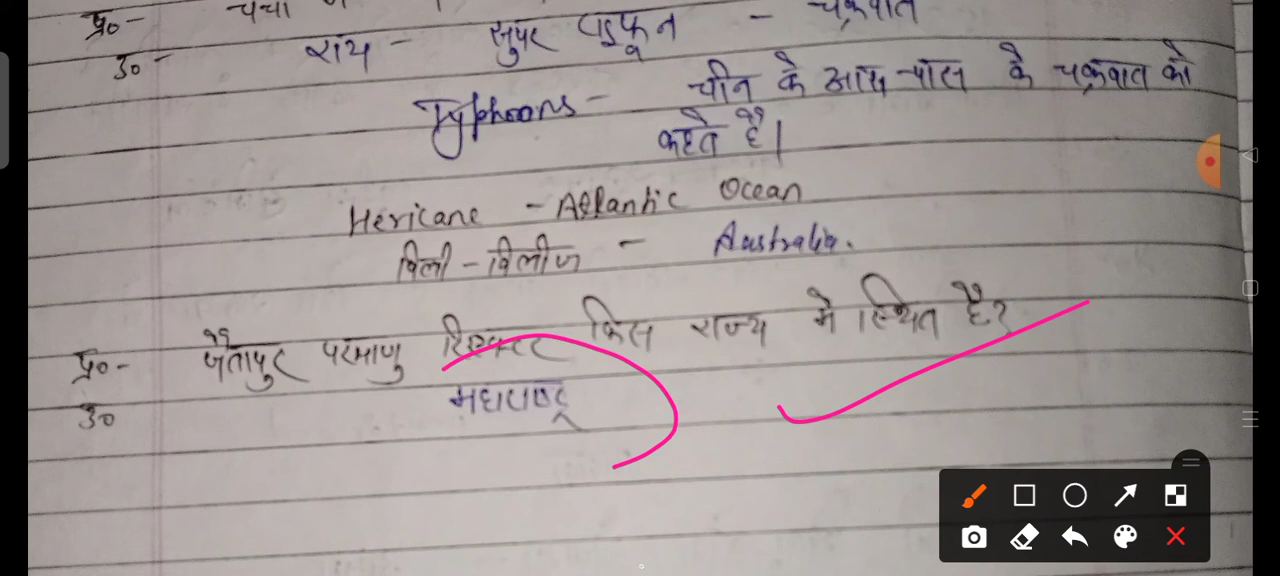 प्र०- चर्चा
उ०- राय - सुपर टाइफून - चक्रवात
Typhoons - चीन के आस-पास के चक्रवात को
कहते है।
Hericane - Atlantic Ocean
विली-विलीज - Australia.
प्र०- जैतापुर परमाणु रिएक्टर किस राज्य में स्थित है?
उ० महाराष्ट्र